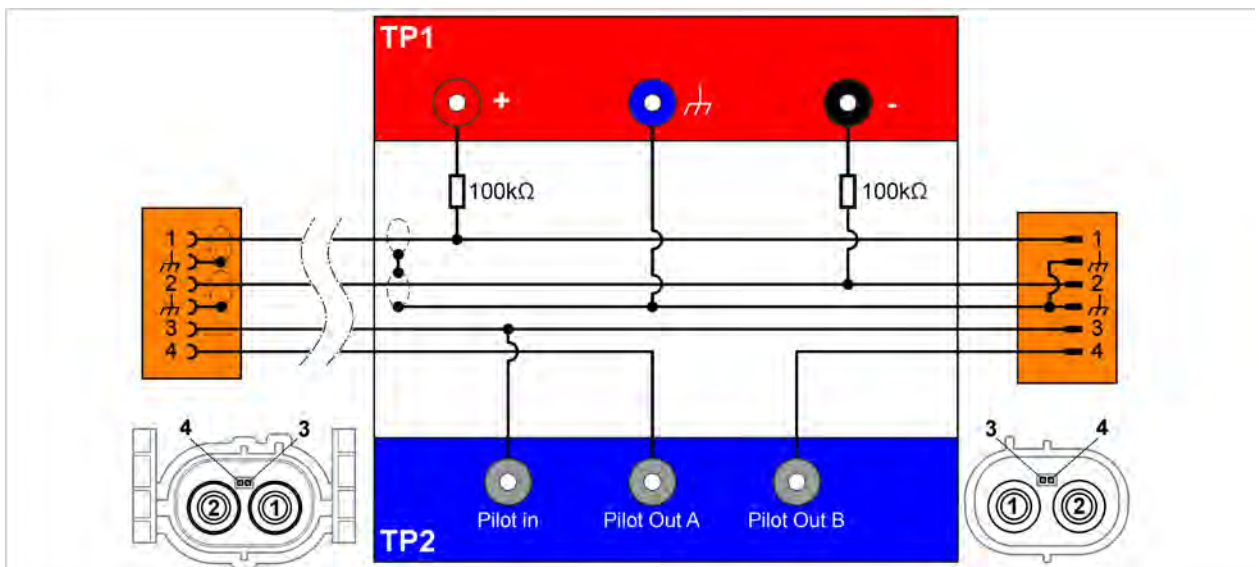 TP1
+
-
100kΩ
100kΩ
1
2
3
4
1
2
3
4
4 3
2 1
3 4
1 2
Pilot in
Pilot Out A
Pilot Out B
TP2